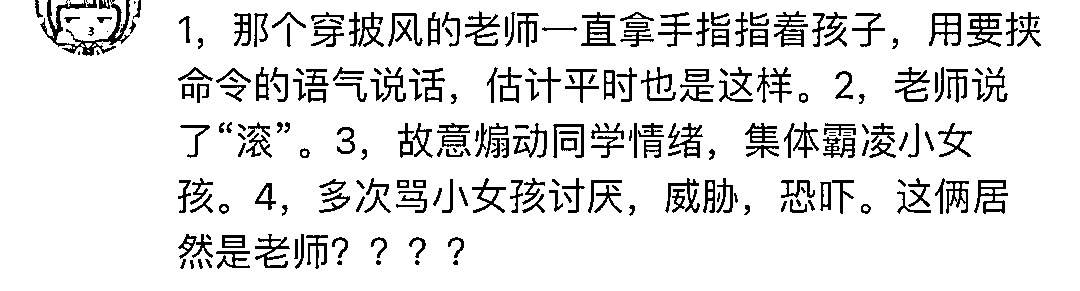 1，那个穿披风的老师一直拿手指指着孩子，用要挟
命令的语气说话，估计平时也是这样。2，老师说
了“滚”。3，故意煽动同学情绪，集体霸凌小女
孩。4，多次骂小女孩讨厌，威胁，恐吓。这俩居
然是老师？？？？